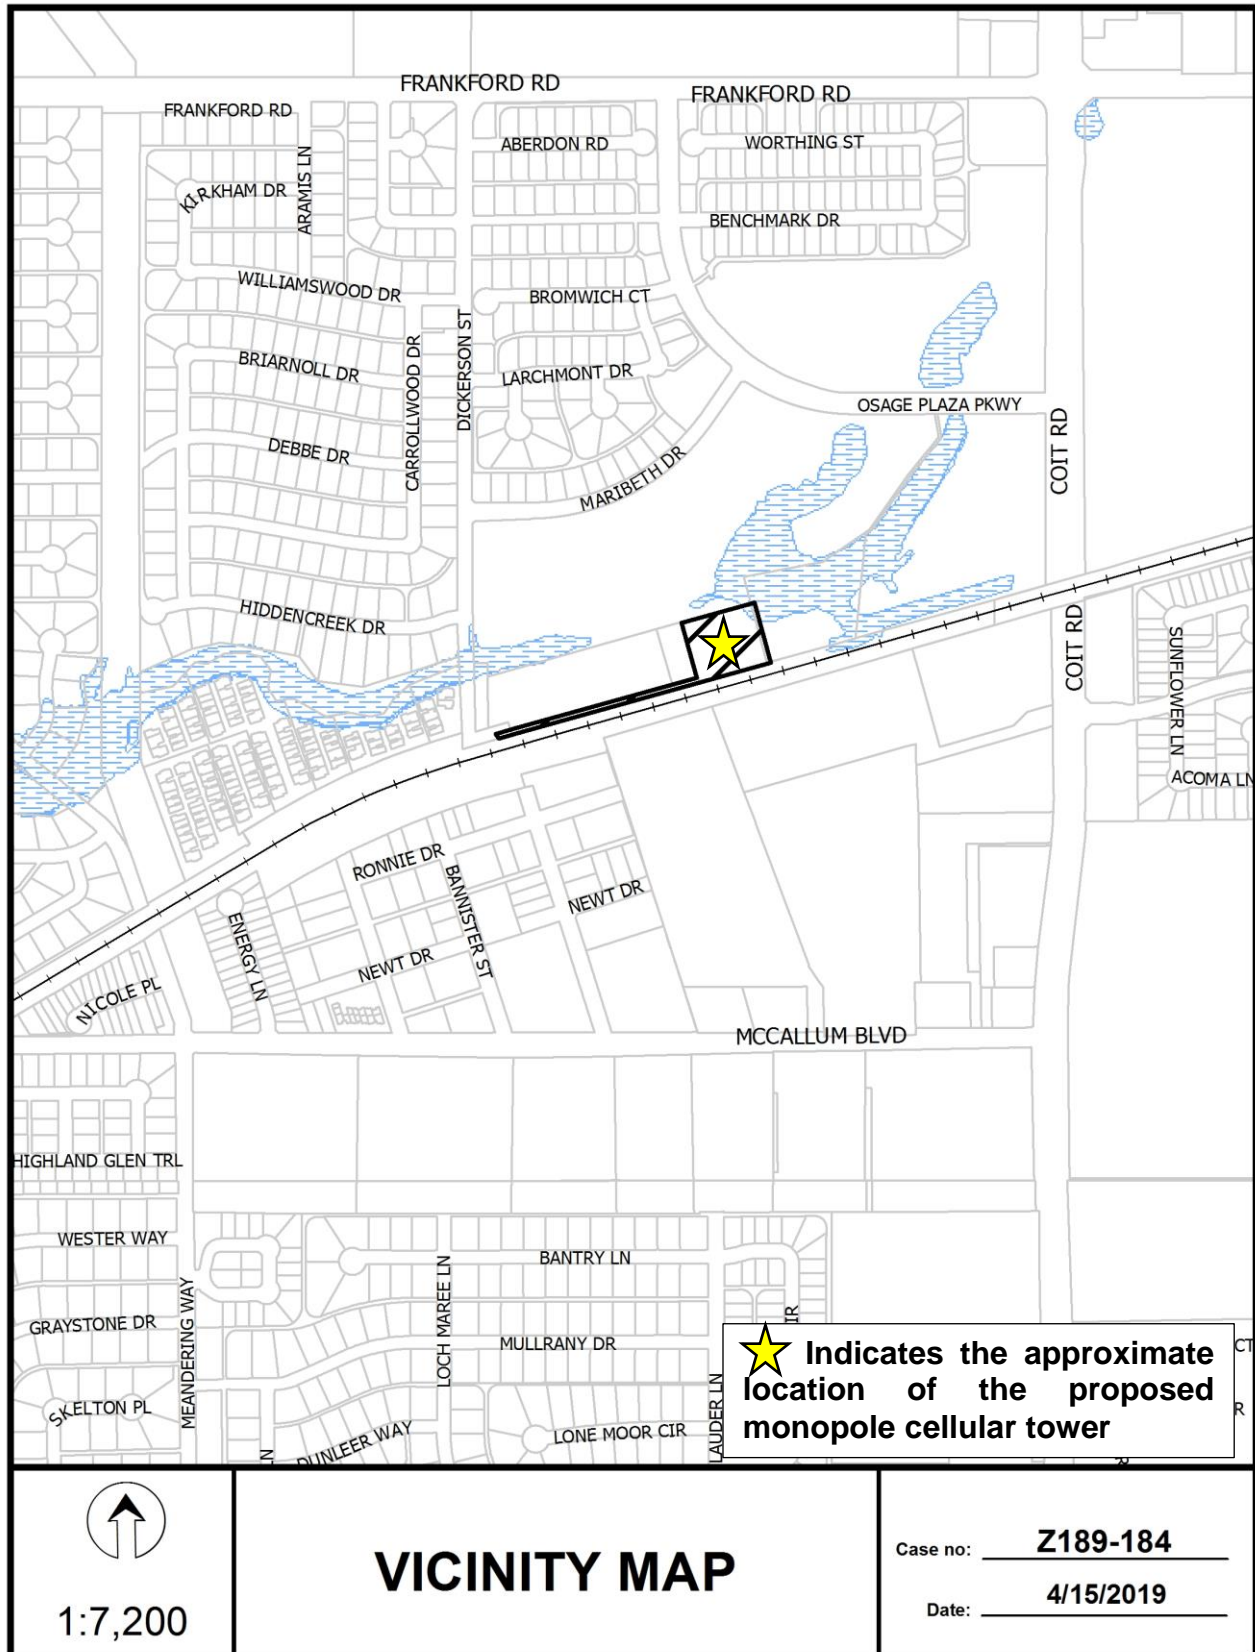 FRANKFORD RD
FRANKFORD RD
FRANKFORD RD
ABERDON RD
WORTHING ST
KIRKHAM DR
ARAMIS LN
BENCHMARK DR
WILLIAMSWOOD DR
BROMWICH CT
BRIARNOLL DR
CARROLLWOOD DR
DICKERSON ST
LARCHMONT DR
OSAGE PLAZA PKWY
COIT RD
DEBBE DR
MARIBETH DR
HIDDENCREEK DR
COIT RD
SUNFLOWER LN
ACOMA LN
RONNIE DR
BANNISTER ST
NEWT DR
ENERGY LN
NEWT DR
NICOLE PL
MCCALLUM BLVD
HIGHLAND GLEN TRL
WESTER WAY
BANTRY LN
MEANDERING WAY
LOCH MAREE LN
GRAYSTONE DR
MULLRANY DR
IR
CT
SKELTON PL
LAUDER LN
R
DUNLEER WAY
LONE MOOR CIR
LN
Indicates the approximate
location of the proposed
monopole cellular tower
1:7,200
VICINITY MAP
Case no: Z189-184
Date: 4/15/2019